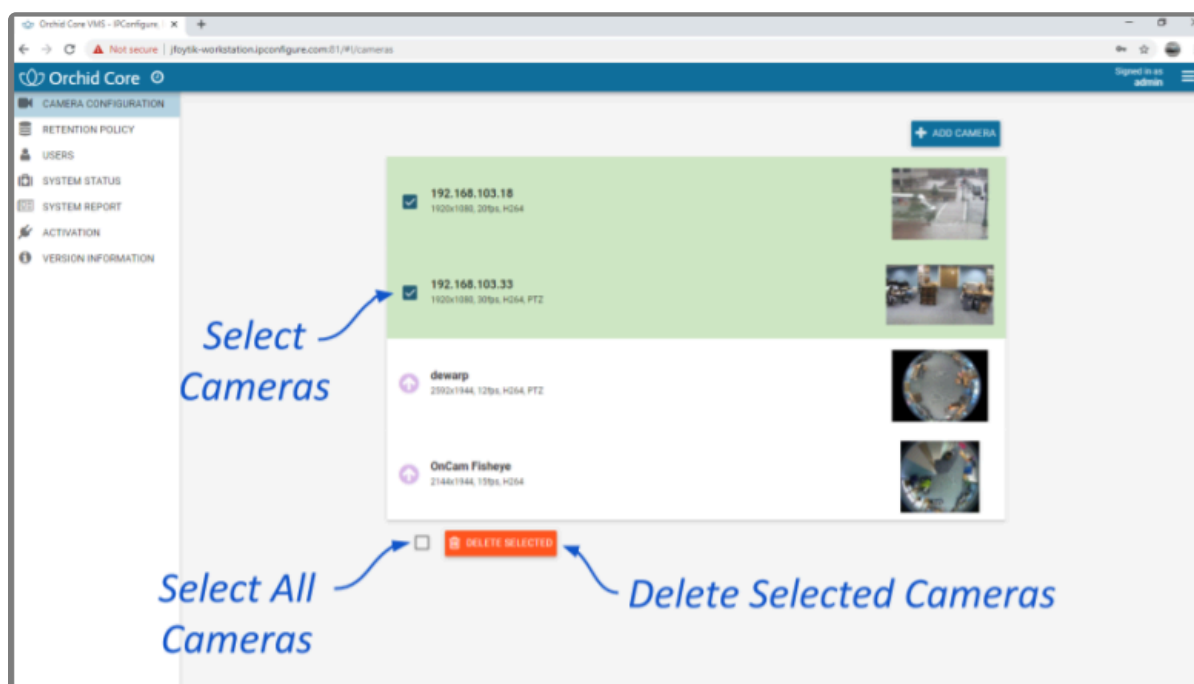 Orchid Core VMS - IPConfigure, I
Not secure | jfoytik-workstation.ipconfigure.com:81/#!/cameras
Orchid Core
Signed in as
admin
CAMERA CONFIGURATION
RETENTION POLICY
USERS
SYSTEM STATUS
SYSTEM REPORT
ACTIVATION
VERSION INFORMATION
ADD CAMERA
192.168.103.18
1920x1080, 20fps, H264
192.168.103.33
1920x1080, 30fps, H264, PTZ
Select
Cameras
dewarp
2592x1944, 12fps, H264, PTZ
OnCam Fisheye
2144x1944, 15fps, H264
DELETE SELECTED
Select All
Cameras
Delete Selected Cameras